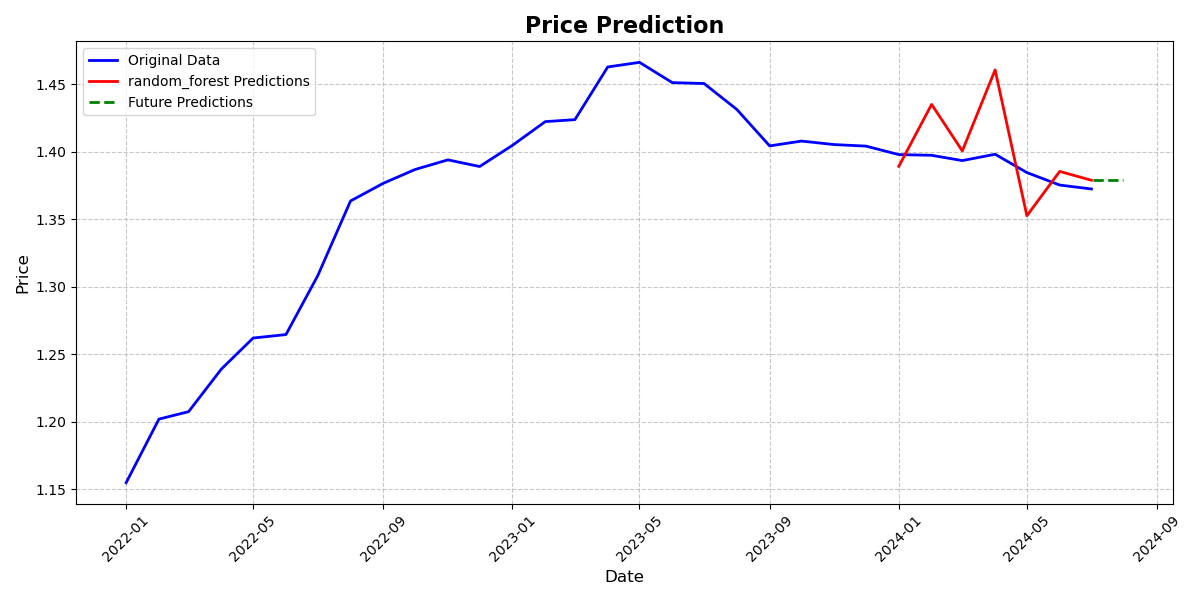 Price Prediction
Original Data
random_forest Predictions
Future Predictions
Price
1.45
1.40
1.35
1.30
1.25
1.20
1.15
2022-01
2022-05
2022-09
2023-01
2023-05
2023-09
2024-01
2024-05
2024-09
Date